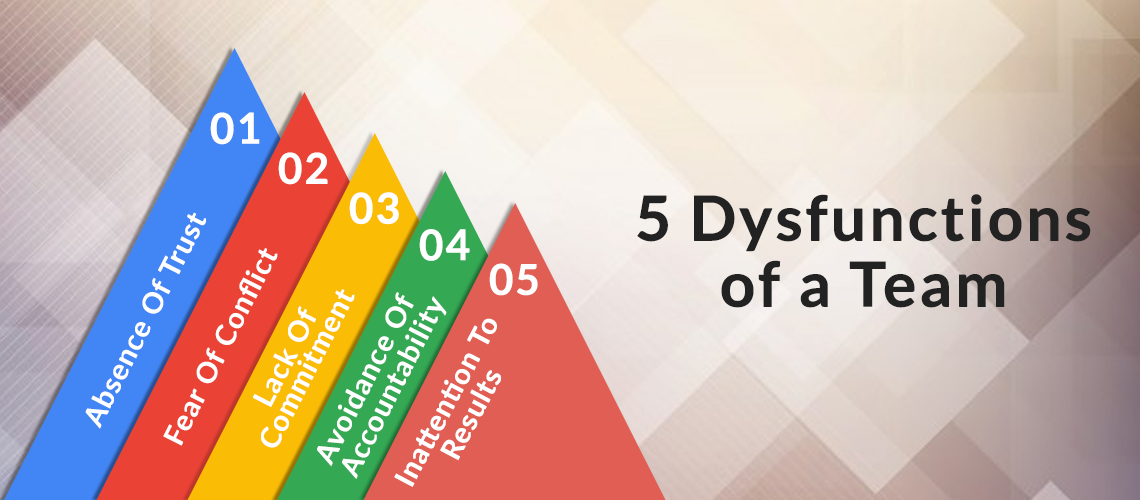 01
Absence Of Trust
02
Fear Of Conflict
03
Lack Of
Commitment
04
Avoidance Of
Accountability
05
Inattention To
Results
5 Dysfunctions
of a Team